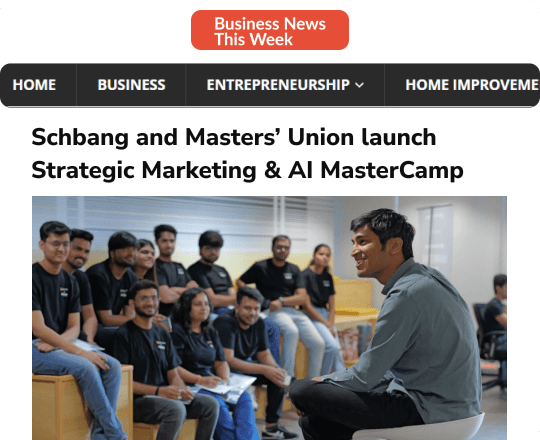 Business News
This Week
HOME BUSINESS ENTREPRENEURSHIP HOME IMPROVEME
Schbang and Masters’ Union launch
Strategic Marketing & AI MasterCamp